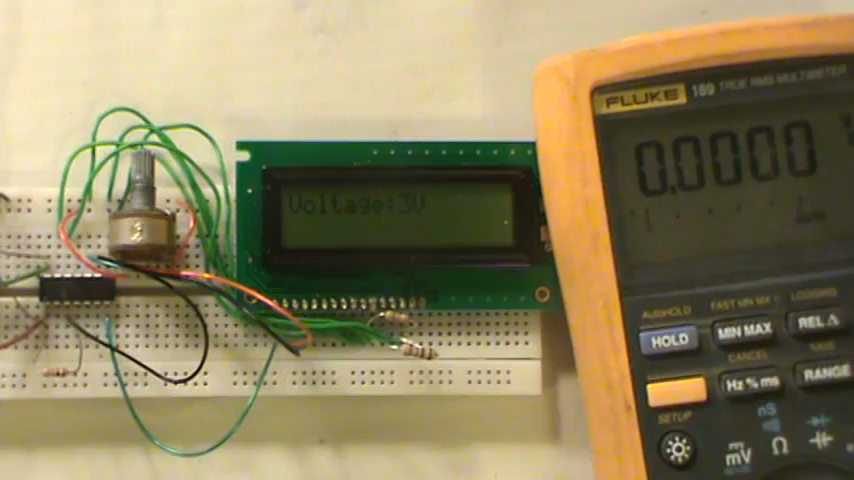 Voltage:3V
FLUKE 189 TRUE RMS MULTIMETER
0.0000 V
AutoHOLD FAST MN MX LOGGING
HOLD MIN MAX REL Δ
CANCEL SAVE
Hz % ms RANGE
SETUP nS
mV Ω